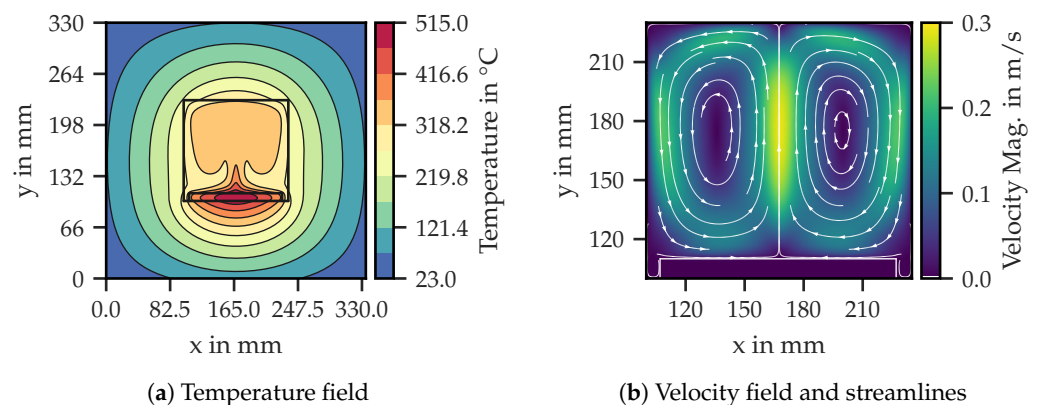 330
264
198
132
66
0
y in mm
0.0 82.5 165.0 247.5 330.0
x in mm
515.0
416.6
318.2
219.8
121.4
23.0
Temperature in °C
(a) Temperature field
210
180
150
120
y in mm
120 150 180 210
x in mm
0.3
0.2
0.1
0.0
Velocity Mag. in m/s
(b) Velocity field and streamlines